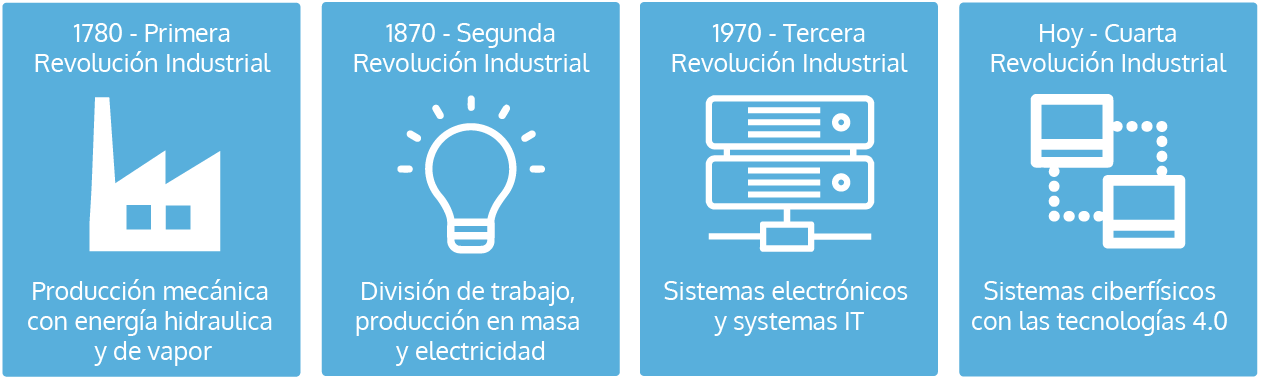 1780 - Primera
Revolución Industrial
Producción mecánica
con energía hidraulica
y de vapor
1870 - Segunda
Revolución Industrial
División de trabajo,
producción en masa
y electricidad
1970 - Tercera
Revolución Industrial
Sistemas electrónicos
y systemas IT
Hoy - Cuarta
Revolución Industrial
Sistemas ciberfísicos
con las tecnologías 4.0